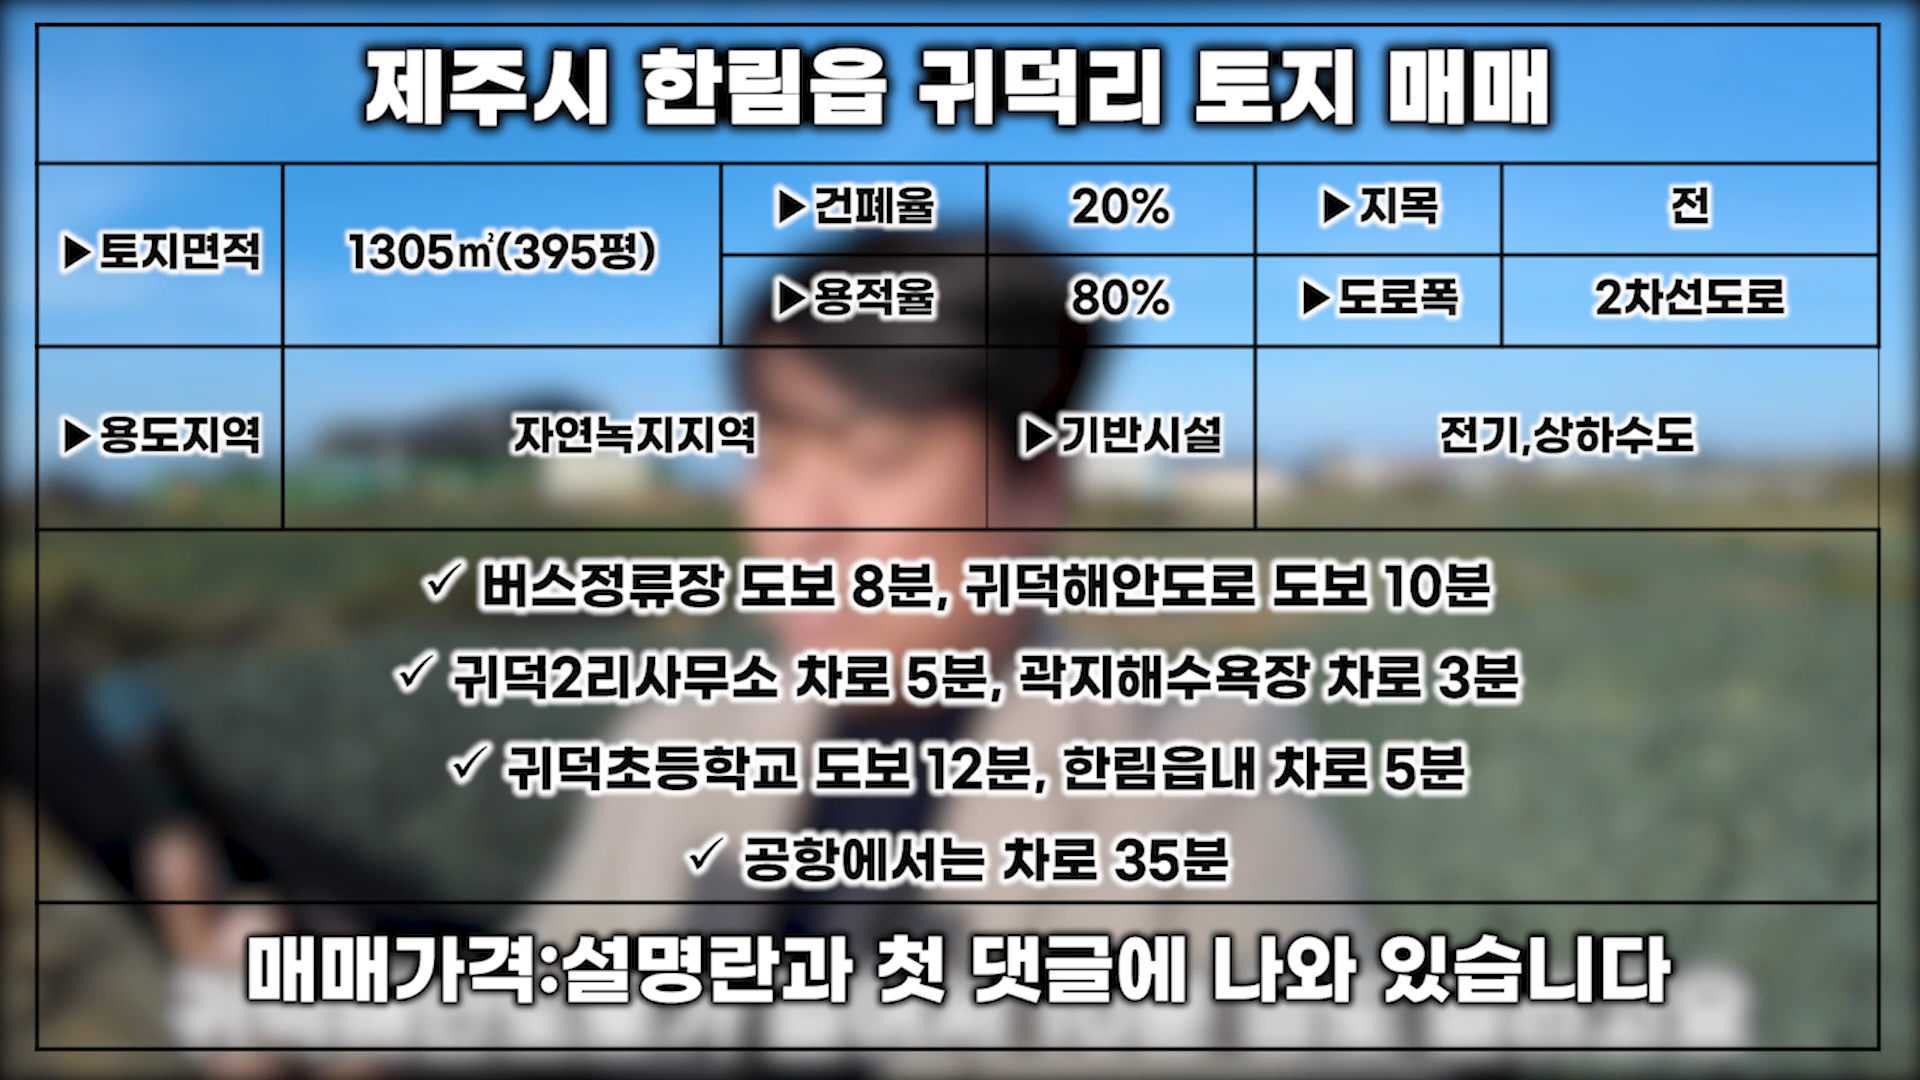 제주시 한림읍 귀덕리 토지 매매
▶토지면적 1305㎡(395평) ▶건폐율 20% ▶지목 전
▶용적율 80% ▶도로폭 2차선도로
▶용도지역 자연녹지지역 ▶기반시설 전기,상하수도
✓ 버스정류장 도보 8분, 귀덕해안도로 도보 10분
✓ 귀덕2리사무소 차로 5분, 곽지해수욕장 차로 3분
✓ 귀덕초등학교 도보 12분, 한림읍내 차로 5분
✓ 공항에서는 차로 35분
매매가격:설명란과 첫 댓글에 나와 있습니다